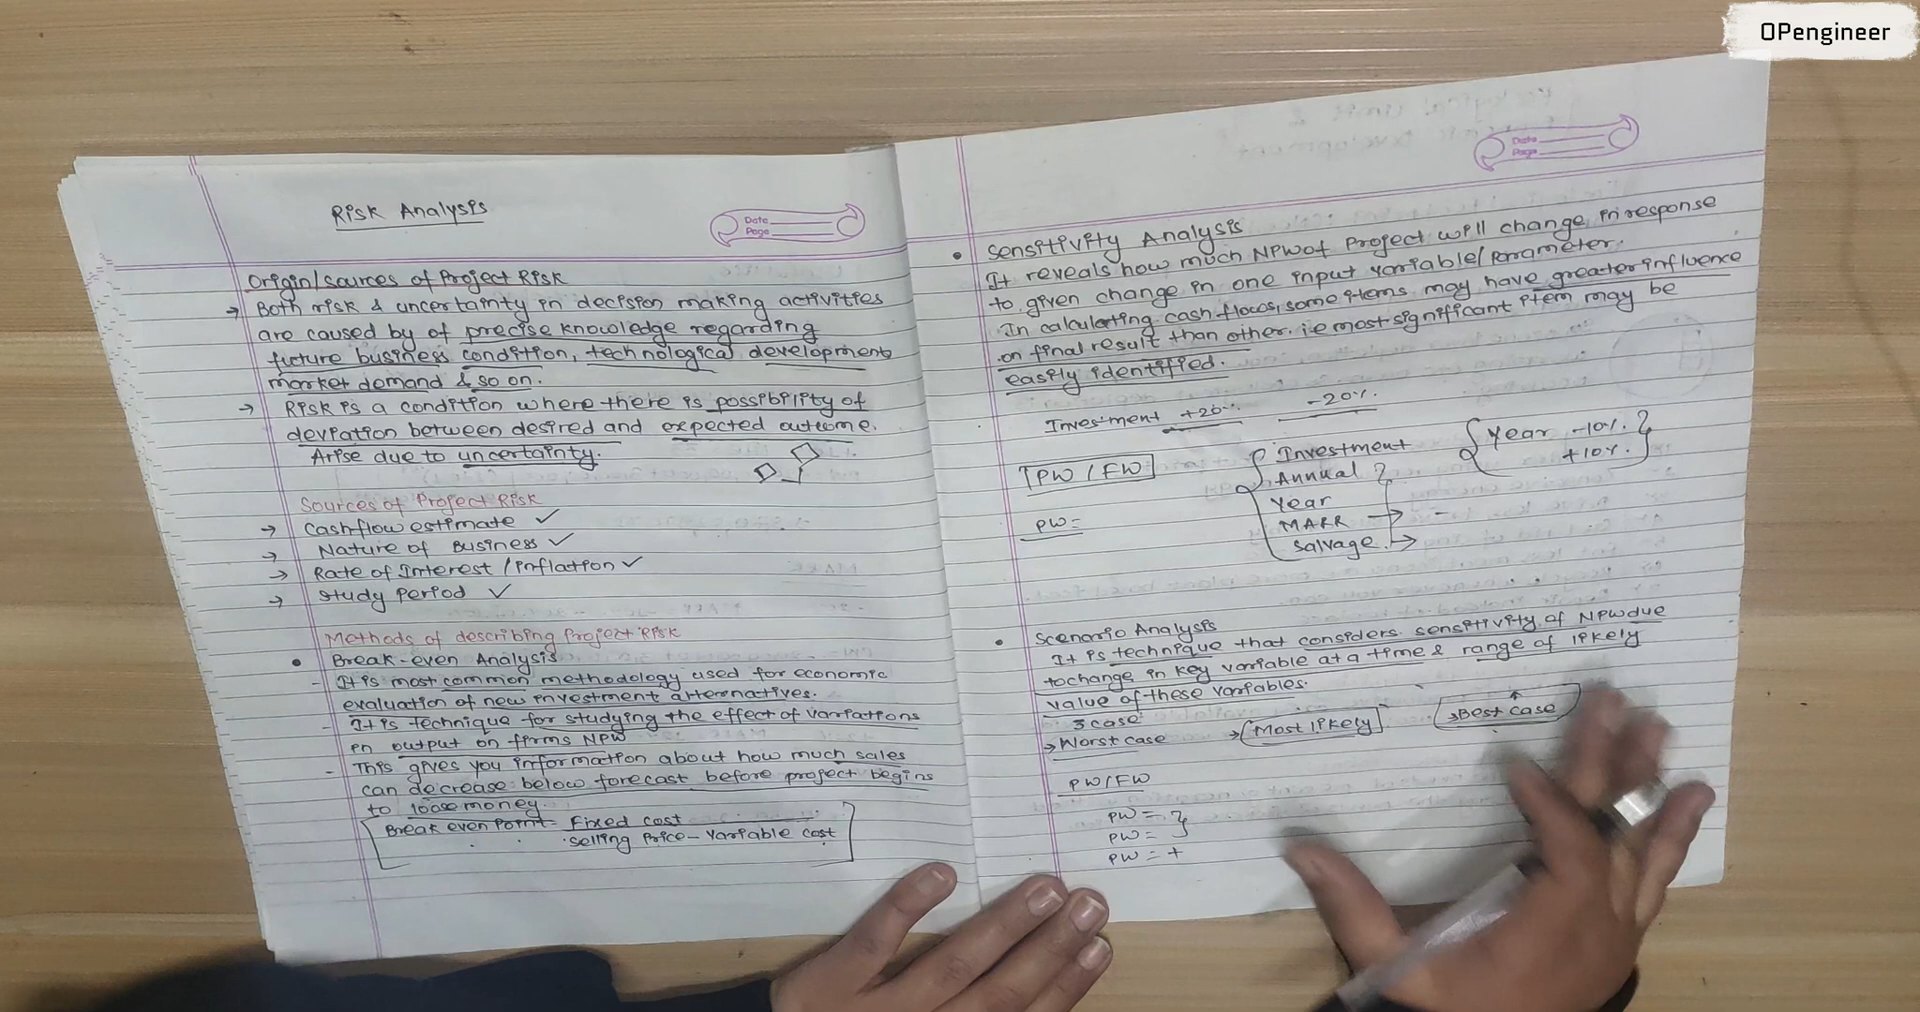 OPengineer
Risk Analysis
Date
Page
Origin/sources of Project Risk
→ Both risk & uncertainty in decision making activities
are caused by of precise knowledge regarding
future business condition, technological development
market demand & so on.
→ Risk is a condition where there is possibility of
deviation between desired and expected outcome.
Arise due to uncertainty.
Sources of Project Risk
→ Cashflow estimate ✓
→ Nature of Business ✓
→ Rate of Interest / inflation ✓
→ Study Period ✓
Methods of describing Project Risk
• Break-even Analysis
- It is most common methodology used for economic
evaluation of new investment alternatives.
- It is technique for studying the effect of variations
in output on firms NPW
- This gives you information about how much sales
can decrease below forecast before project begins
to loose money.
Break even Point = Fixed cost
selling Price - Variable cost
Date
Page
• Sensitivity Analysis
It reveals how much NPW of Project will change in response
to given change in one input variable/parameter.
In calculating cash flows, some items may have greater influence
on final result than other. i.e most significant item may be
easily identified.
Investment +20% -20%.
PW / FW
PW =
Investment
Annual
Year
MARR →
Salvage →
Year -10%.
+10%.
• Scenario Analysis
It is technique that considers sensitivity of NPW due
to change in key variable at a time & range of likely
value of these variables.
3 case
→ Worst case → Most likely → Best case
PW/FW
PW = -
PW =
PW = +